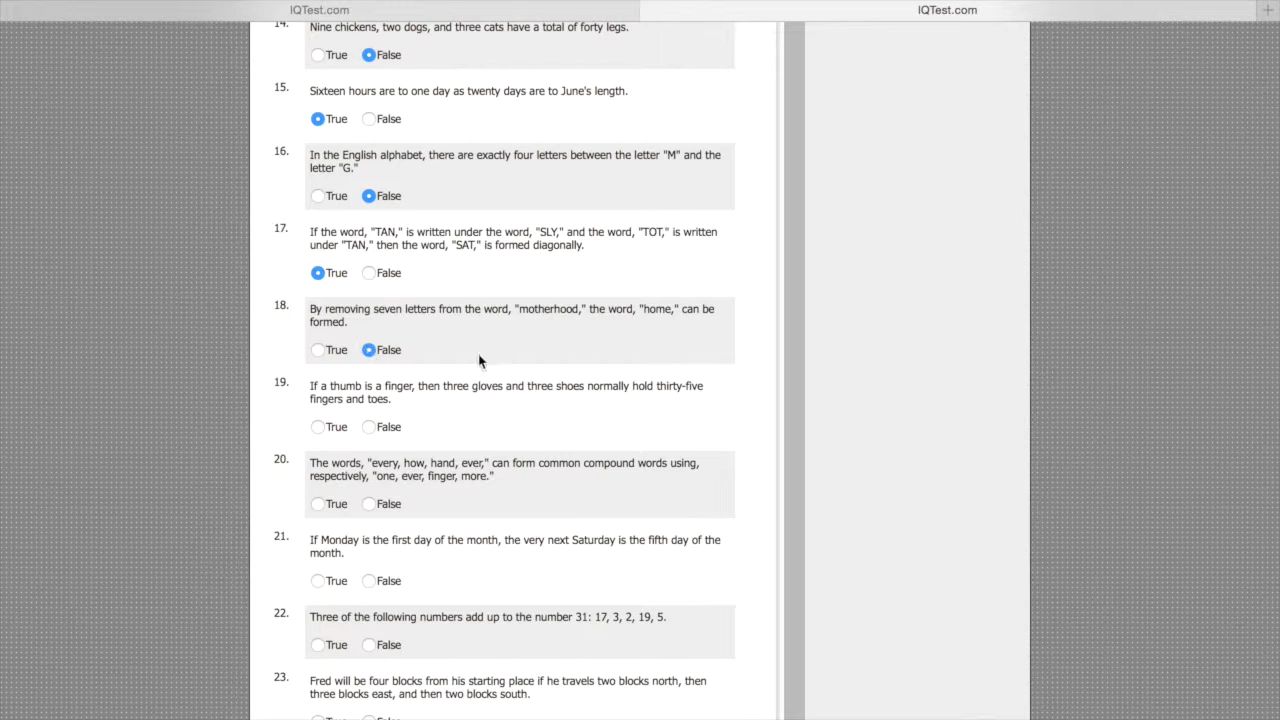 IQTest.com
IQTest.com
+
14.
Nine chickens, two dogs, and three cats have a total of forty legs.
True False
15.
Sixteen hours are to one day as twenty days are to June's length.
True False
16.
In the English alphabet, there are exactly four letters between the letter "M" and the
letter "G."
True False
17.
If the word, "TAN," is written under the word, "SLY," and the word, "TOT," is written
under "TAN," then the word, "SAT," is formed diagonally.
True False
18.
By removing seven letters from the word, "motherhood," the word, "home," can be
formed.
True False
19.
If a thumb is a finger, then three gloves and three shoes normally hold thirty-five
fingers and toes.
True False
20.
The words, "every, how, hand, ever," can form common compound words using,
respectively, "one, ever, finger, more."
True False
21.
If Monday is the first day of the month, the very next Saturday is the fifth day of the
month.
True False
22.
Three of the following numbers add up to the number 31: 17, 3, 2, 19, 5.
True False
23.
Fred will be four blocks from his starting place if he travels two blocks north, then
three blocks east, and then two blocks south.